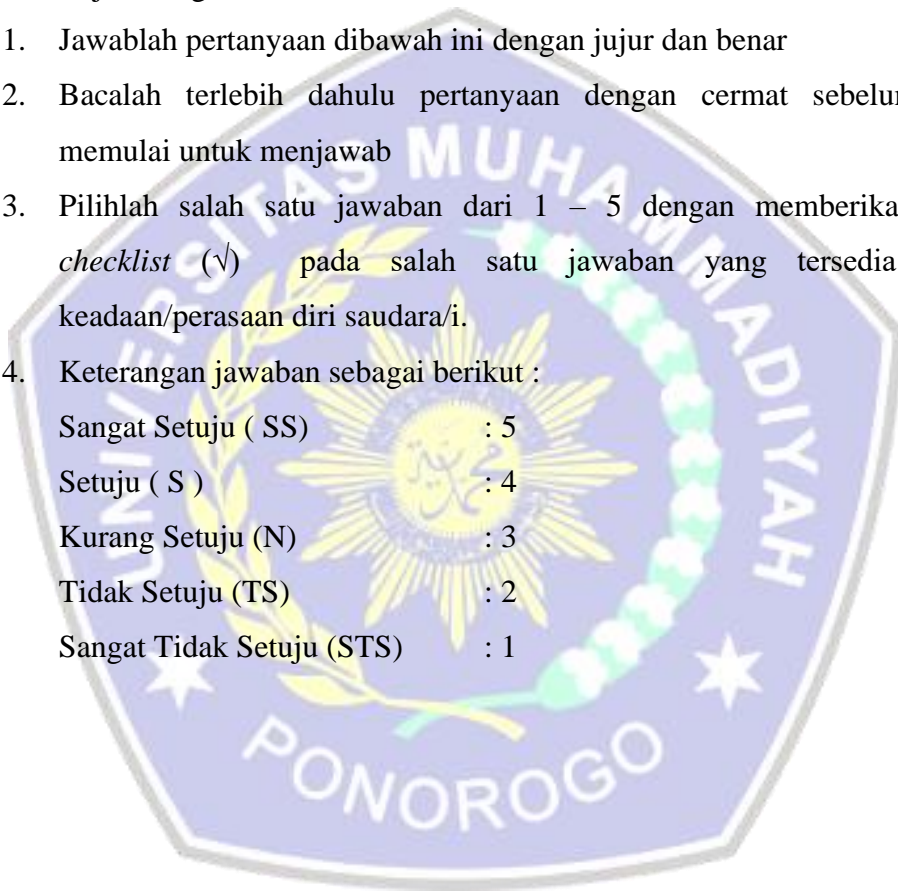 1. Jawablah pertanyaan dibawah ini dengan jujur dan benar
2. Bacalah terlebih dahulu pertanyaan dengan cermat
memulai untuk menjawab
3. Pilihlah salah satu jawaban dari 1 – 5 dengan
checklist (√) pada salah satu jawaban yang tersedia
keadaan/perasaan diri saudara/i.
4. Keterangan jawaban sebagai berikut :
Sangat Setuju ( SS) : 5
Setuju ( S ) : 4
Kurang Setuju (N) : 3
Tidak Setuju (TS) : 2
Sangat Tidak Setuju (STS) : 1
UNIVERSITAS MUHAMMADIYAH
PONOROGO